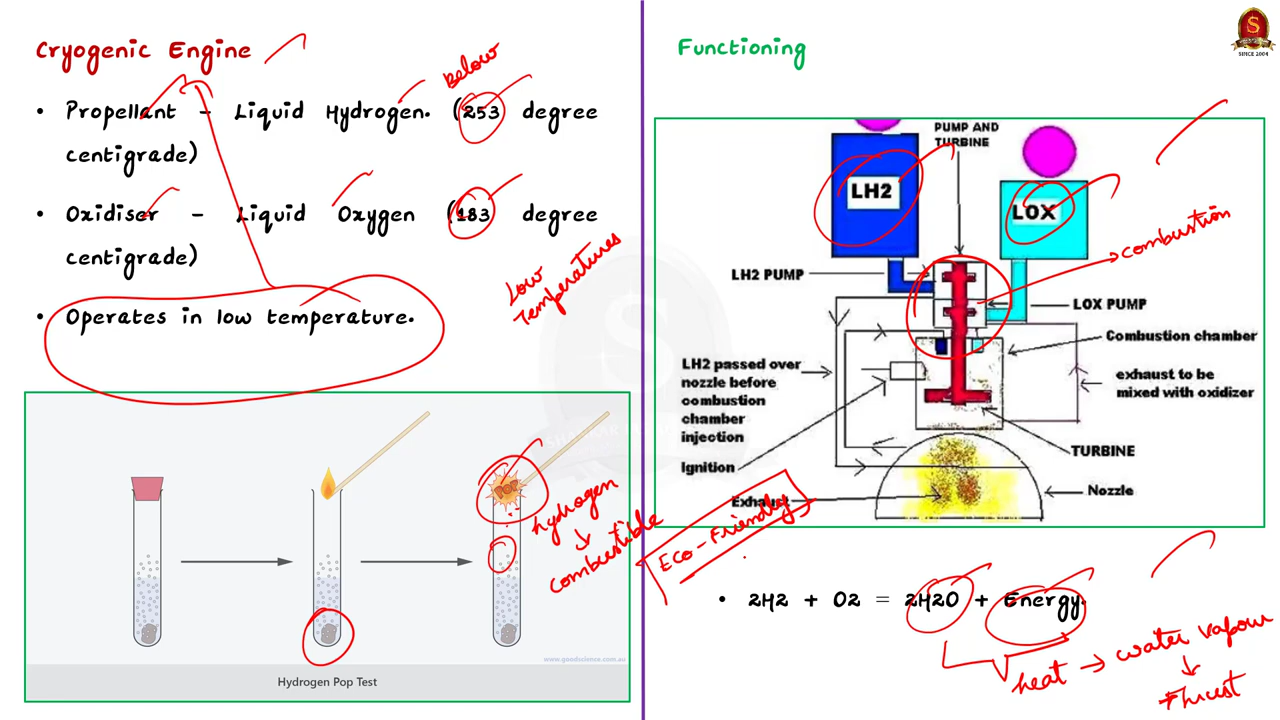 Cryogenic Engine
Below
• Propellant - Liquid Hydrogen. (253 degree
centigrade)
• Oxidiser - Liquid Oxygen (183 degree
centigrade)
Low
Temperatures
• Operates in low temperature.
POP
hydrogen
combustible
www.goodscience.com.au
Hydrogen Pop Test
Functioning
SINCE 2004
PUMP AND
TURBINE
LH2
LOX
combustion
LH2 PUMP
LOX PUMP
Combustion chamber
LH2 passed over
nozzle before
combustion
chamber
injection
exhaust to be
mixed with oxidizer
TURBINE
Ignition
Nozzle
Exhaust
Eco-Friendly
• 2H2 + O2 = 2H2O + Energy.
heat → water vapour
Thrust